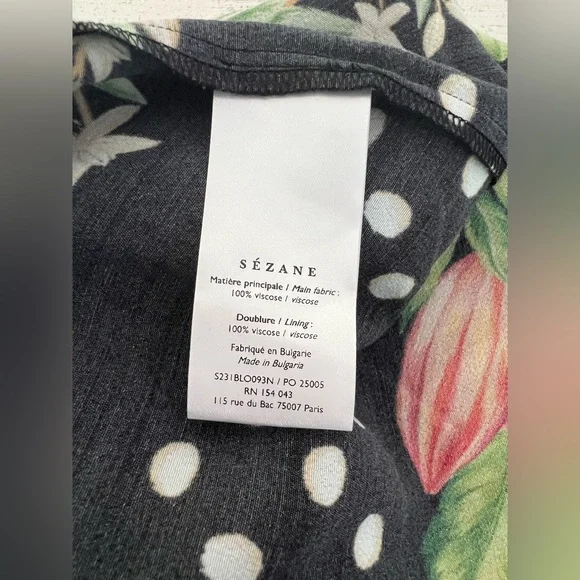 SÉZANE
Matière principale / Main fabric :
100% viscose / viscose
Doublure / Lining :
100% viscose / viscose
Fabriqué en Bulgarie
Made in Bulgaria
S231BLO093N / PO 25005
RN 154 043
115 rue du Bac 75007 Paris